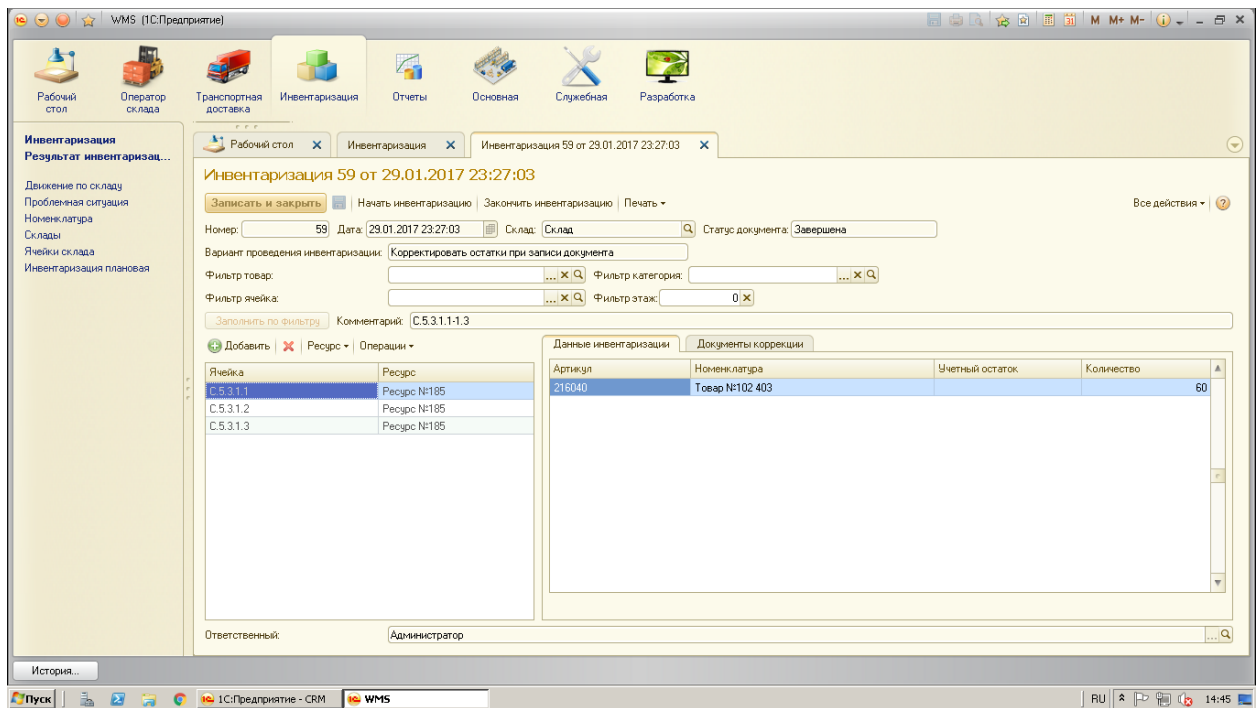 WMS (1С:Предприятие)
M M+ M-
31
Рабочий стол
Оператор склада
Транспортная доставка
Инвентаризация
Отчеты
Основная
Служебная
Разработка
Инвентаризация
Результат инвентаризац...
Движение по складу
Проблемная ситуация
Номенклатура
Склады
Ячейки склада
Инвентаризация плановая
Рабочий стол
Инвентаризация
Инвентаризация 59 от 29.01.2017 23:27:03
Инвентаризация 59 от 29.01.2017 23:27:03
Записать и закрыть Начать инвентаризацию Закончить инвентаризацию Печать Все действия
Номер: 59 Дата: 29.01.2017 23:27:03 Склад: Склад Статус документа: Завершена
Вариант проведения инвентаризации: Корректировать остатки при записи документа
Фильтр товар: ... Фильтр категория: ...
Фильтр ячейка: ... Фильтр этаж: 0
Заполнить по фильтру Комментарий: С.5.3.1.1-1.3
Добавить Ресурс Операции
Ячейка Ресурс
С.5.3.1.1 Ресурс №185
С.5.3.1.2 Ресурс №185
С.5.3.1.3 Ресурс №185
Данные инвентаризации Документы коррекции
Артикул Номенклатура Учетный остаток Количество
216040 Товар №102 403 60
Ответственный: Администратор ...
История...
Пуск 1С:Предприятие - CRM WMS RU 14:45